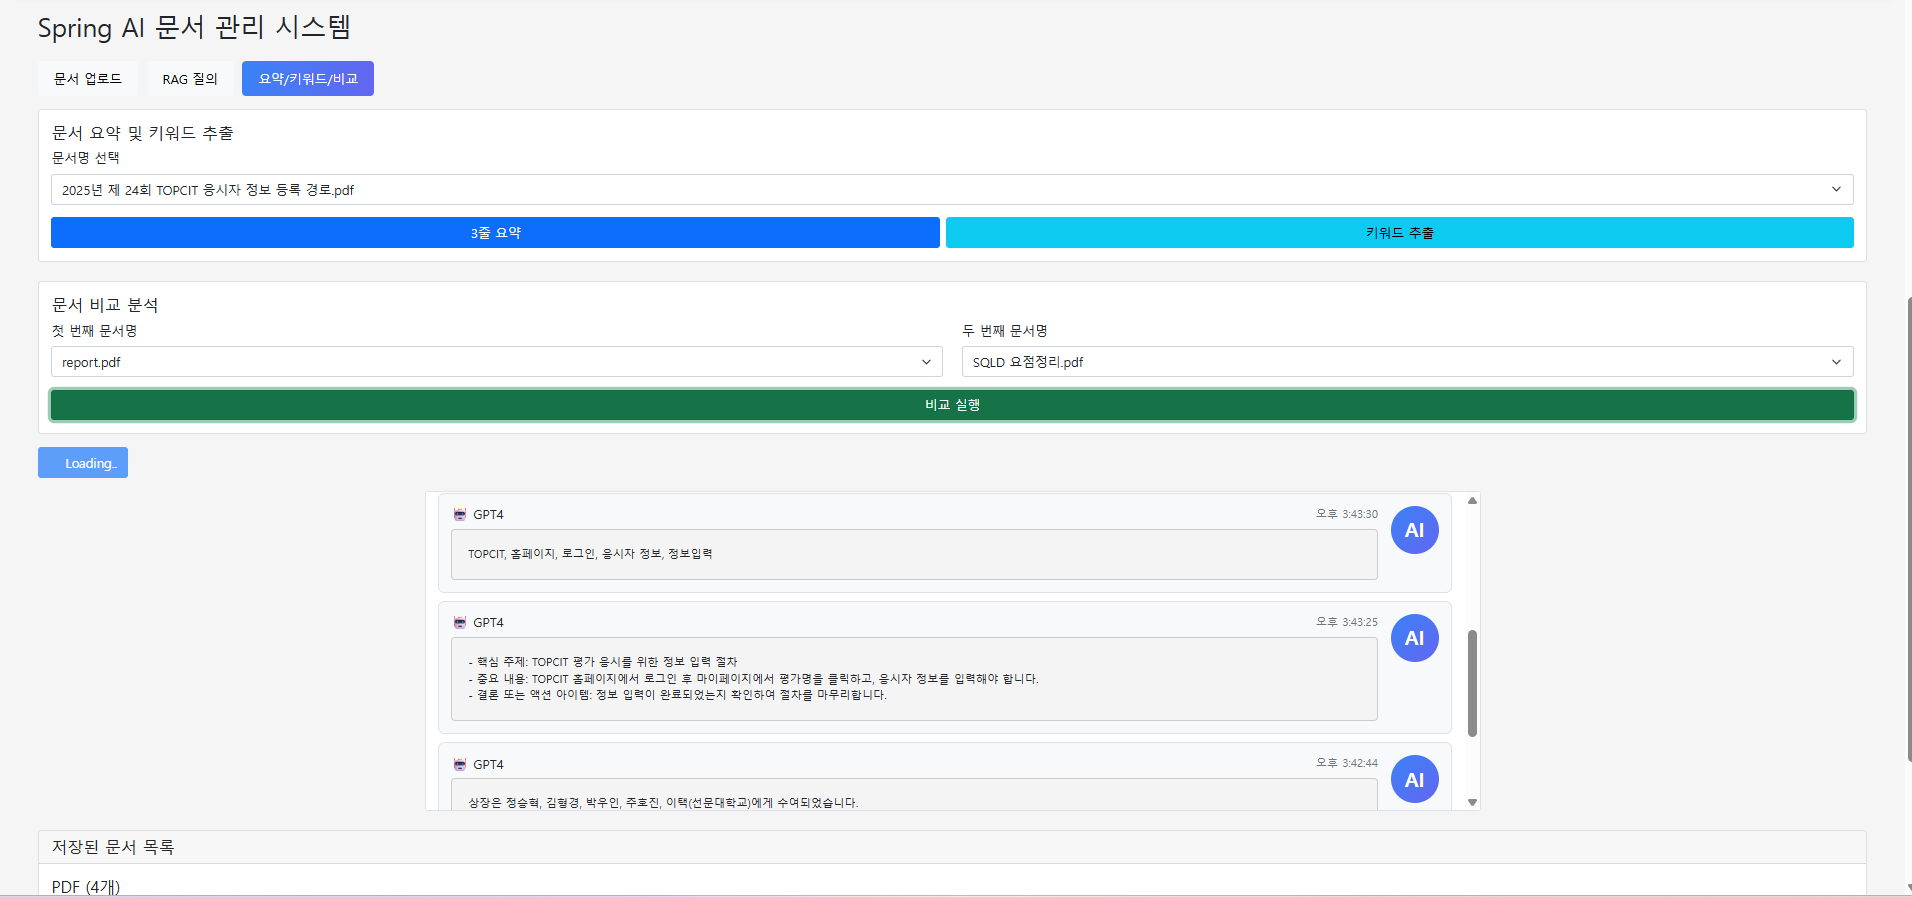 Spring AI 문서 관리 시스템
문서 업로드
RAG 질의
요약/키워드/비교
문서 요약 및 키워드 추출
문서명 선택
2025년 제 24회 TOPCIT 응시자 정보 등록 경로.pdf
3줄 요약
키워드 추출
문서 비교 분석
첫 번째 문서명
두 번째 문서명
report.pdf
SQLD 요점정리.pdf
비교 실행
Loading..
GPT4
오후 3:43:30
AI
TOPCIT, 홈페이지, 로그인, 응시자 정보, 정보입력
GPT4
오후 3:43:25
AI
- 핵심 주제: TOPCIT 평가 응시를 위한 정보 입력 절차
- 중요 내용: TOPCIT 홈페이지에서 로그인 후 마이페이지에서 평가명을 클릭하고, 응시자 정보를 입력해야 합니다.
- 결론 또는 액션 아이템: 정보 입력이 완료되었는지 확인하여 절차를 마무리합니다.
GPT4
오후 3:42:44
AI
상장은 정승혁, 김형경, 박우인, 주호진, 이택(선문대학교)에게 수여되었습니다.
저장된 문서 목록
PDF (4개)